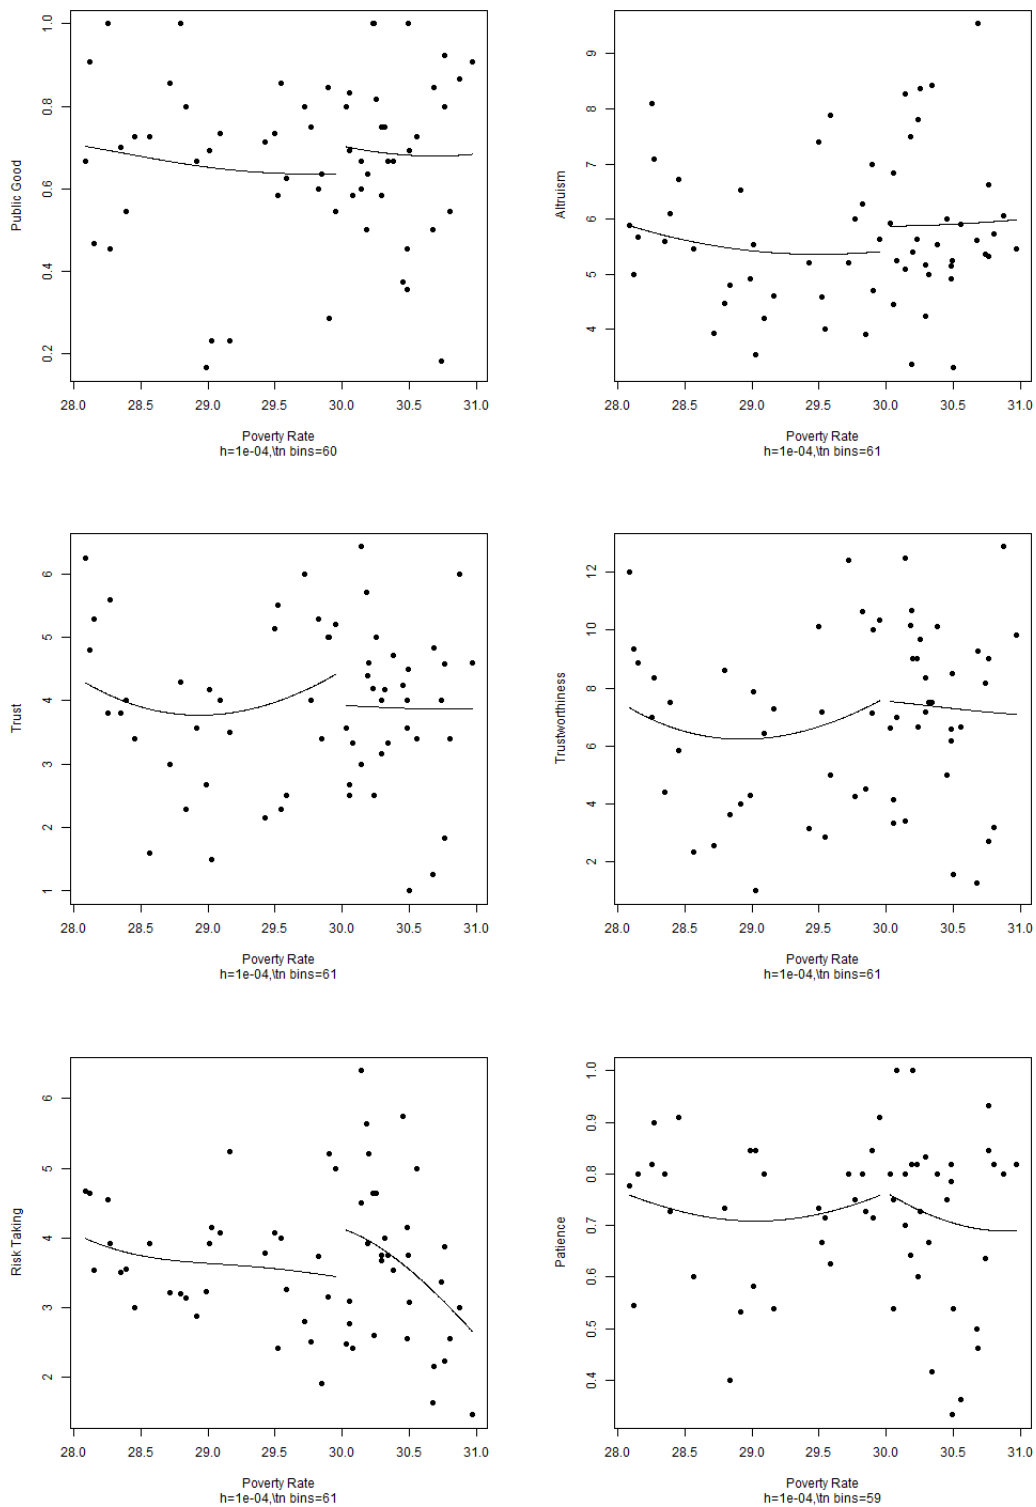 1.0
0.8
0.6
0.4
0.2
Public Good
28.0 28.5 29.0 29.5 30.0 30.5 31.0
Poverty Rate
h=1e-04,\tn bins=60
9
8
7
6
5
4
Altruism
28.0 28.5 29.0 29.5 30.0 30.5 31.0
Poverty Rate
h=1e-04,\tn bins=61
6
5
4
3
2
1
Trust
28.0 28.5 29.0 29.5 30.0 30.5 31.0
Poverty Rate
h=1e-04,\tn bins=61
12
10
8
6
4
2
Trustworthiness
28.0 28.5 29.0 29.5 30.0 30.5 31.0
Poverty Rate
h=1e-04,\tn bins=61
6
5
4
3
2
Risk Taking
28.0 28.5 29.0 29.5 30.0 30.5 31.0
Poverty Rate
h=1e-04,\tn bins=61
1.0
0.9
0.8
0.7
0.6
0.5
0.4
Patience
28.0 28.5 29.0 29.5 30.0 30.5 31.0
Poverty Rate
h=1e-04,\tn bins=59